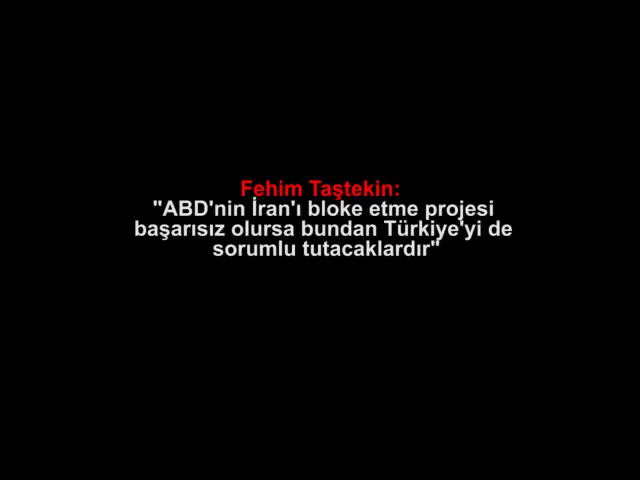 Fehim Taştekin:
"ABD'nin İran'ı bloke etme projesi
başarısız olursa bundan Türkiye'yi de
sorumlu tutacaklardır"